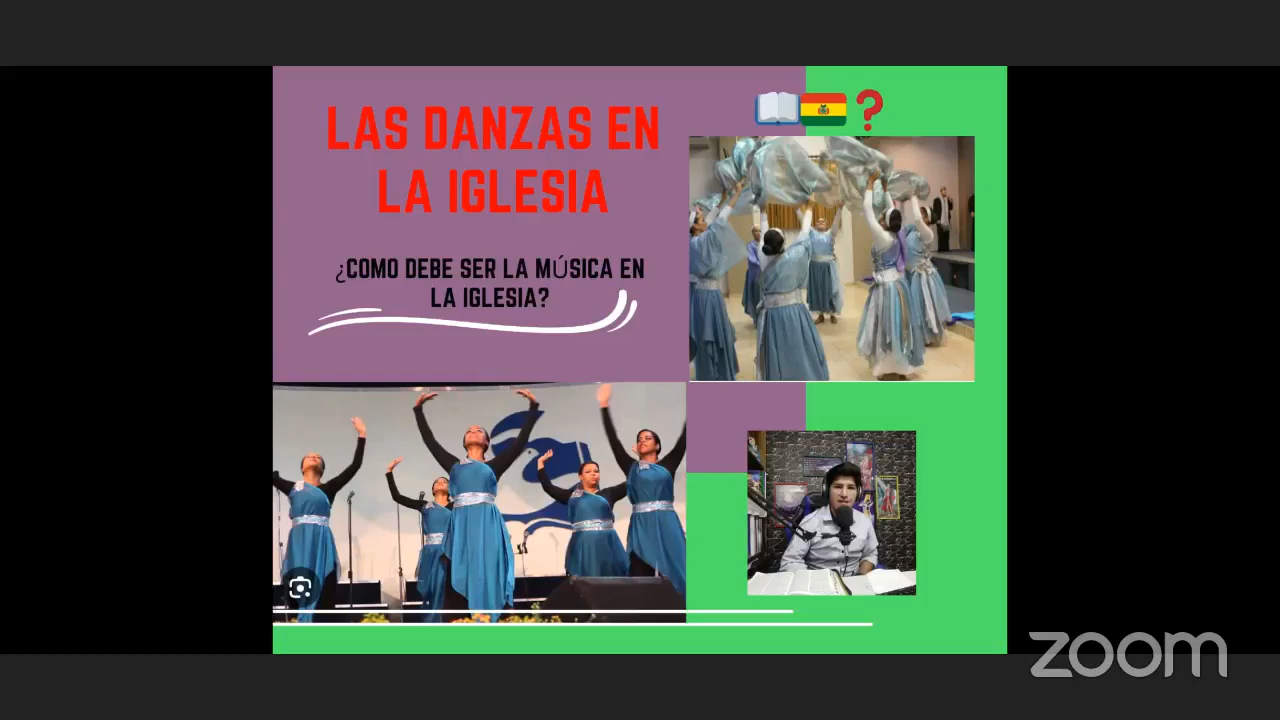 LAS DANZAS EN
LA IGLESIA
¿COMO DEBE SER LA MÚSICA EN
LA IGLESIA?
zoom